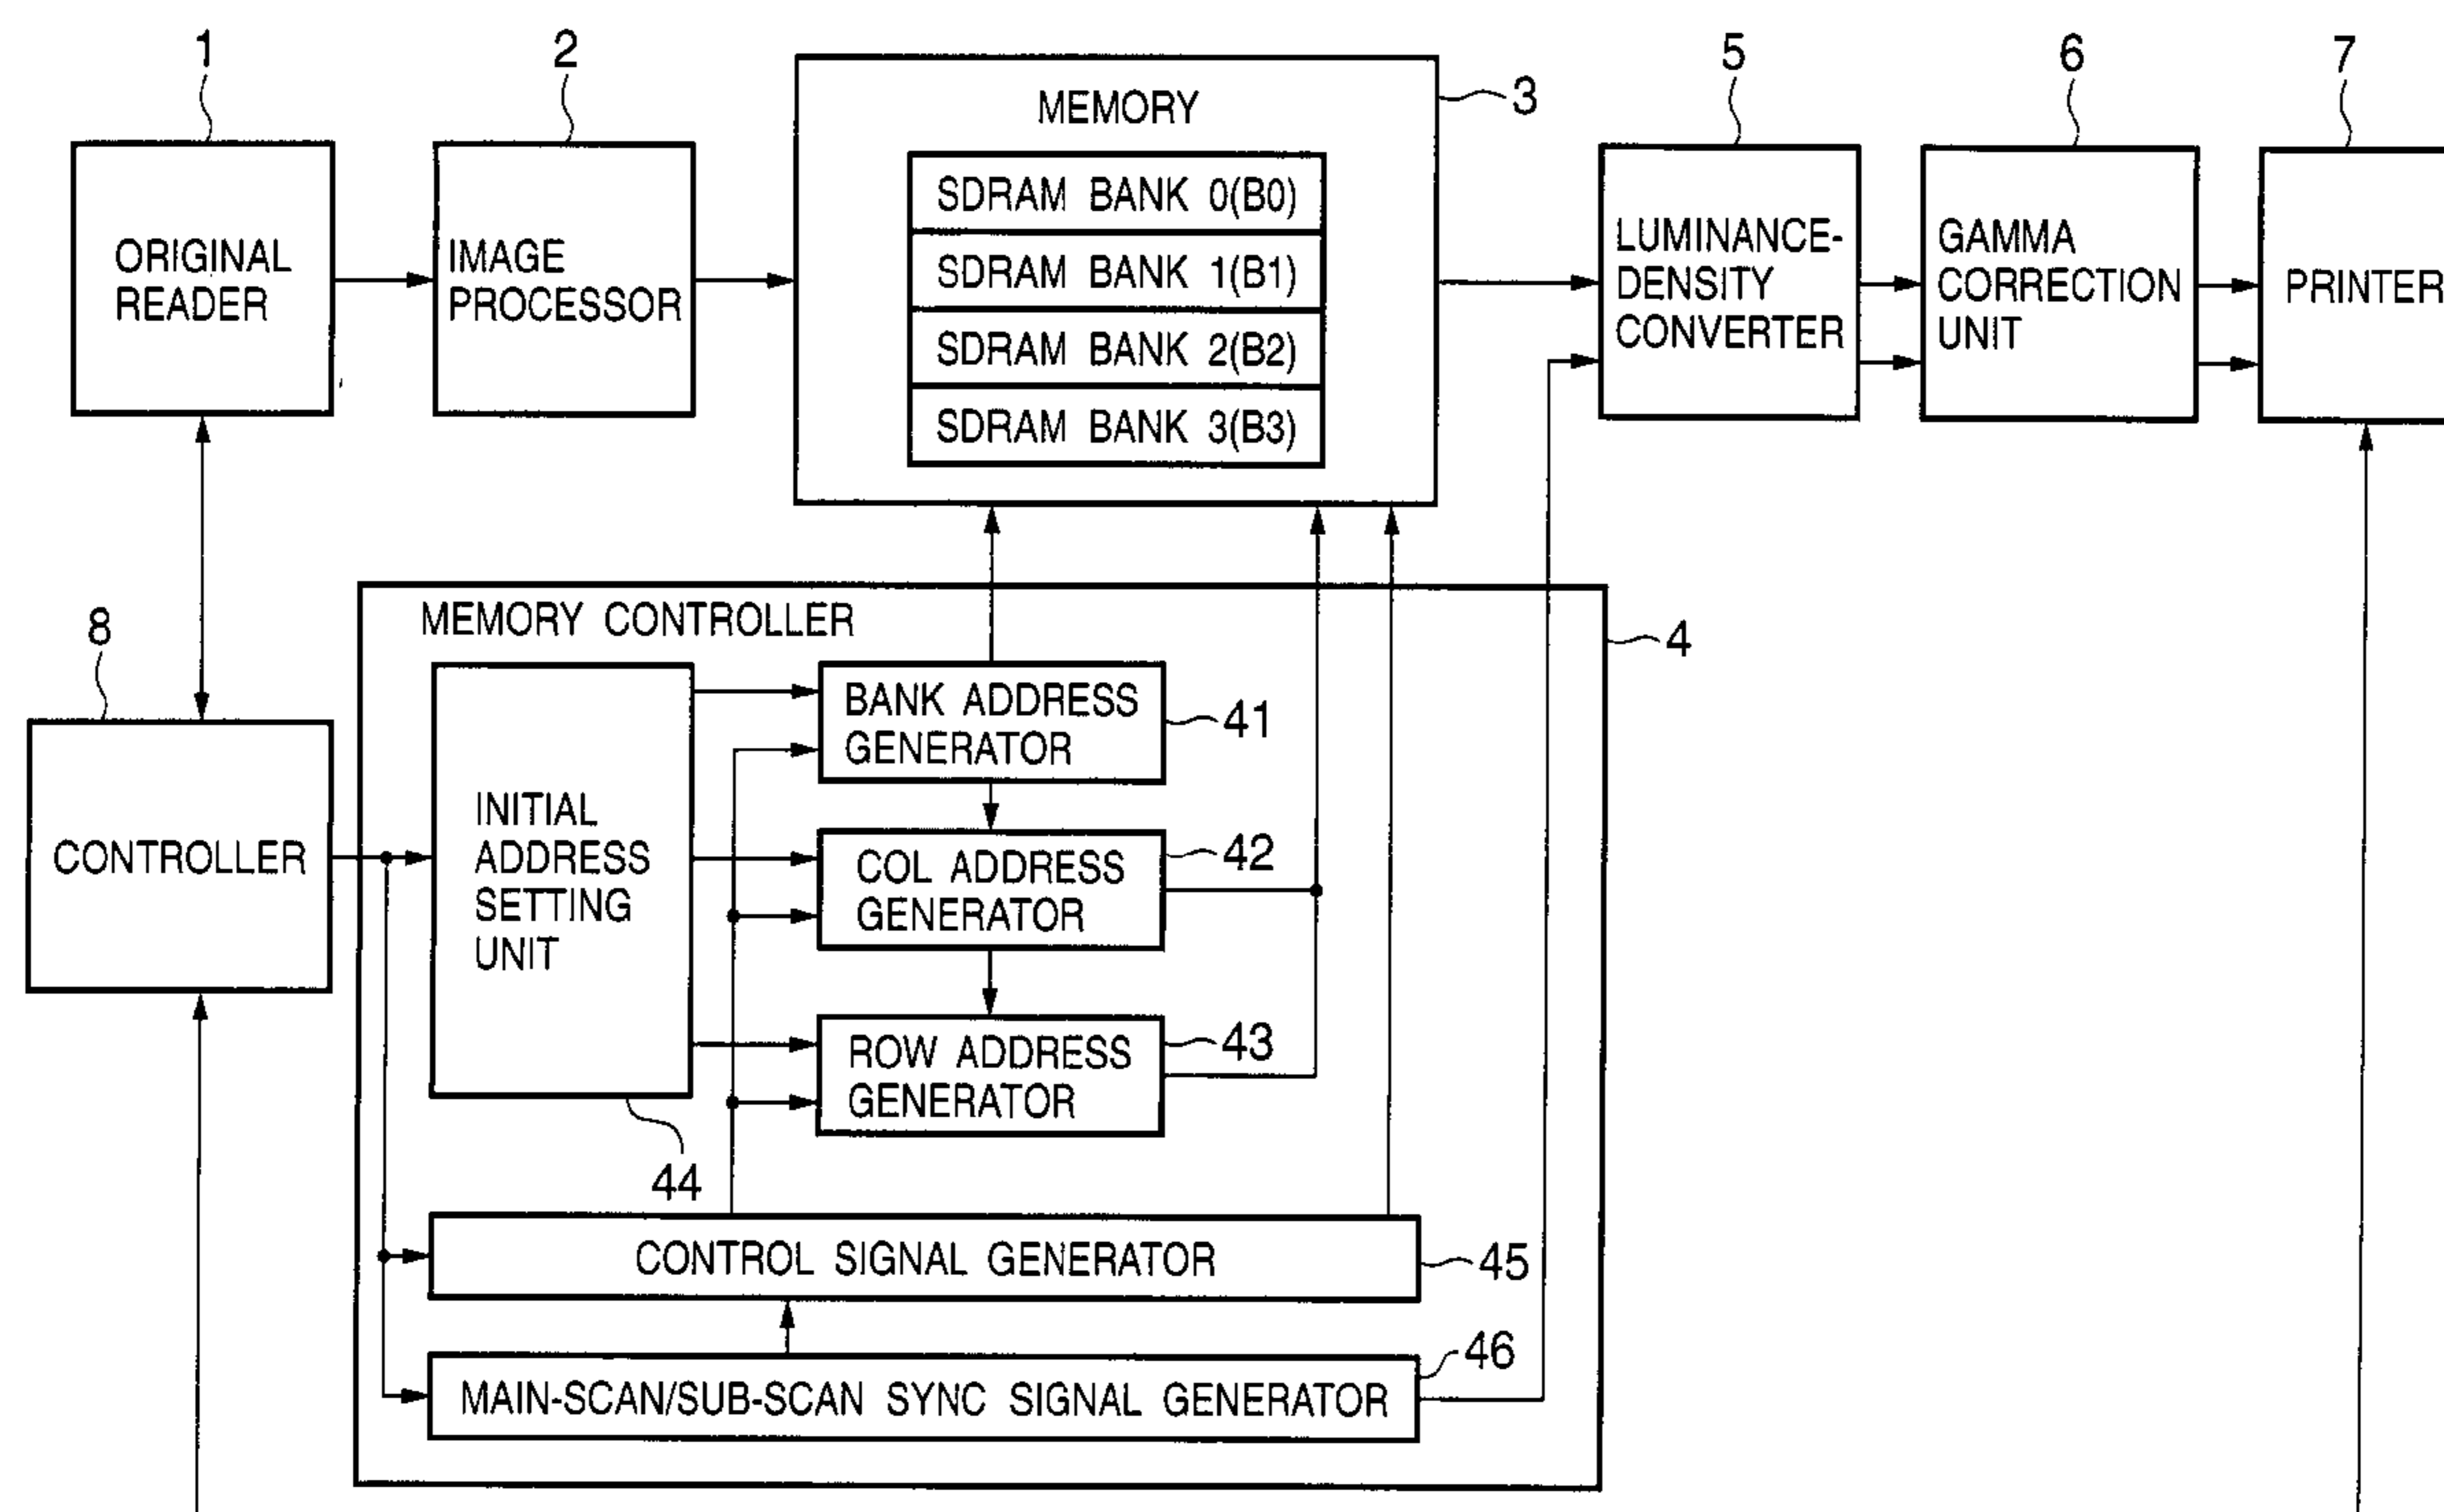 1
2
3
5
6
7
ORIGINAL
READER
IMAGE
PROCESSOR
MEMORY
SDRAM BANK 0(B0)
SDRAM BANK 1(B1)
SDRAM BANK 2(B2)
SDRAM BANK 3(B3)
LUMINANCE-
DENSITY
CONVERTER
GAMMA
CORRECTION
UNIT
PRINTER
8
CONTROLLER
MEMORY CONTROLLER
4
INITIAL
ADDRESS
SETTING
UNIT
44
BANK ADDRESS
GENERATOR
41
COL ADDRESS
GENERATOR
42
ROW ADDRESS
GENERATOR
43
CONTROL SIGNAL GENERATOR
45
MAIN-SCAN/SUB-SCAN SYNC SIGNAL GENERATOR
46